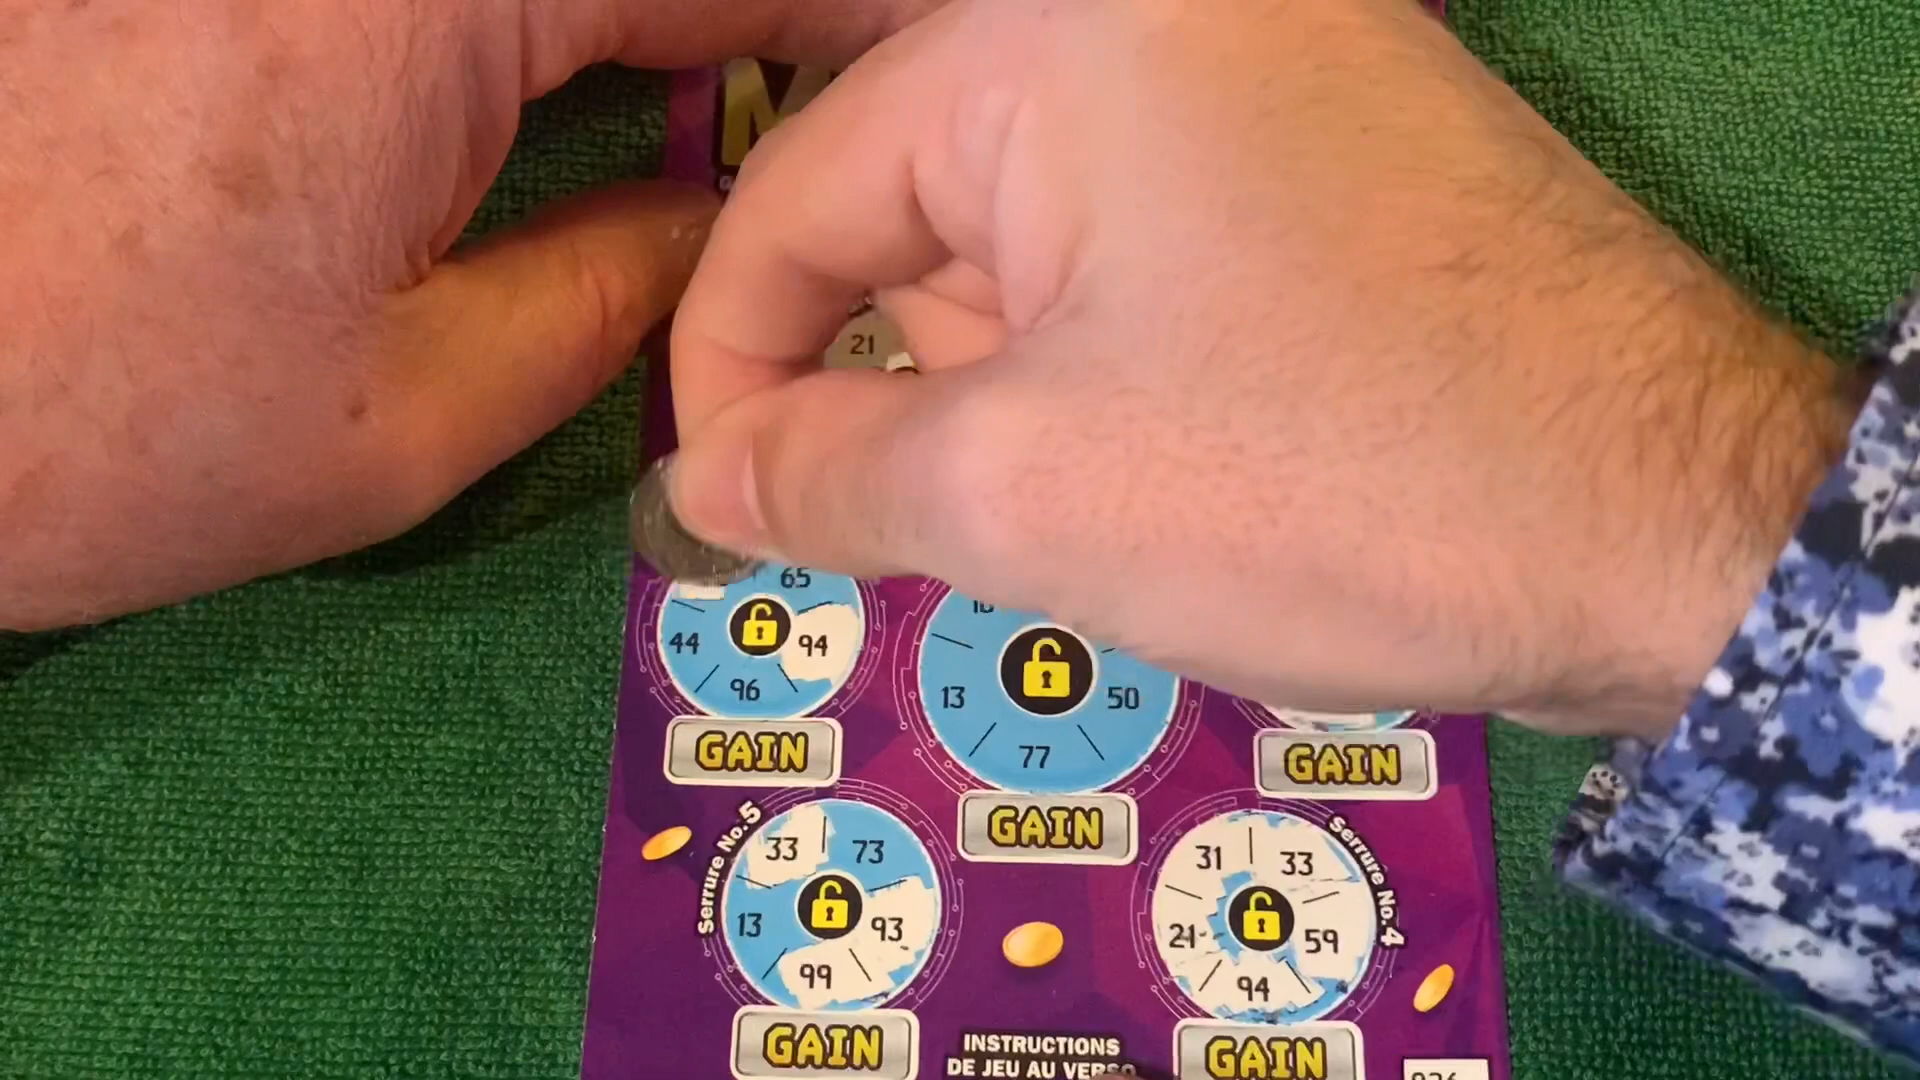 21
65
44
94
96
GAIN
13
50
77
GAIN
GAIN
Serrure No.5
33
73
13
93
99
GAIN
31
33
21
59
94
Serrure No.4
GAIN
INSTRUCTIONS
DE JEU AU VERSO